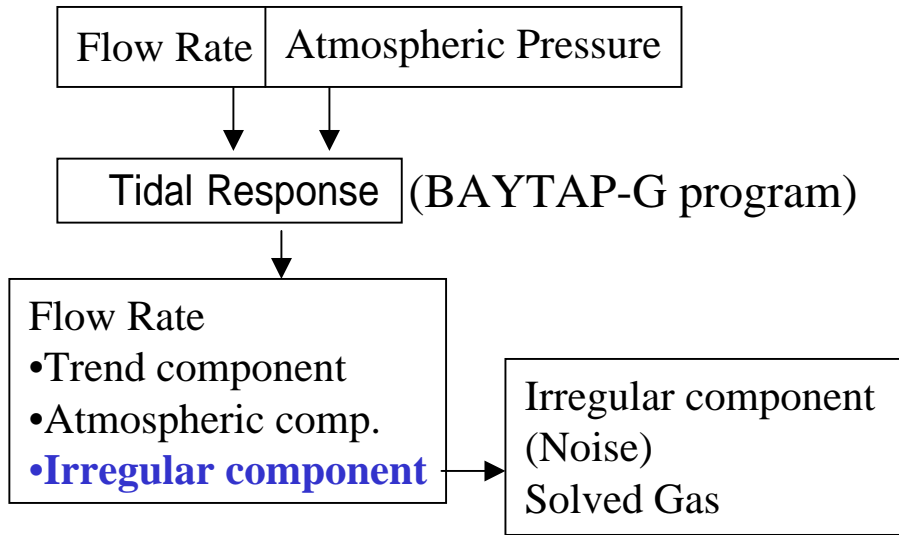 Flow Rate Atmospheric Pressure
Tidal Response (BAYTAP-G program)
Flow Rate
•Trend component
•Atmospheric comp.
•Irregular component
Irregular component
(Noise)
Solved Gas